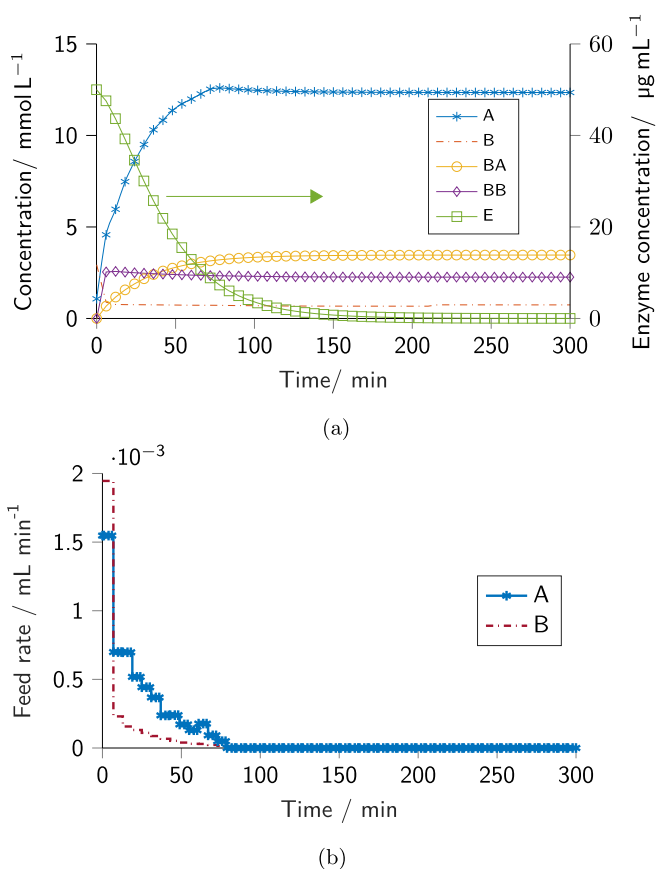 15
10
5
0
Concentration/ mmol L⁻¹
60
40
20
0
Enzyme concentration/ µg mL⁻¹
A
B
BA
BB
E
0 50 100 150 200 250 300
Time/ min
(a)
·10⁻³
2
1.5
1
0.5
0
Feed rate / mL min⁻¹
A
B
0 50 100 150 200 250 300
Time / min
(b)